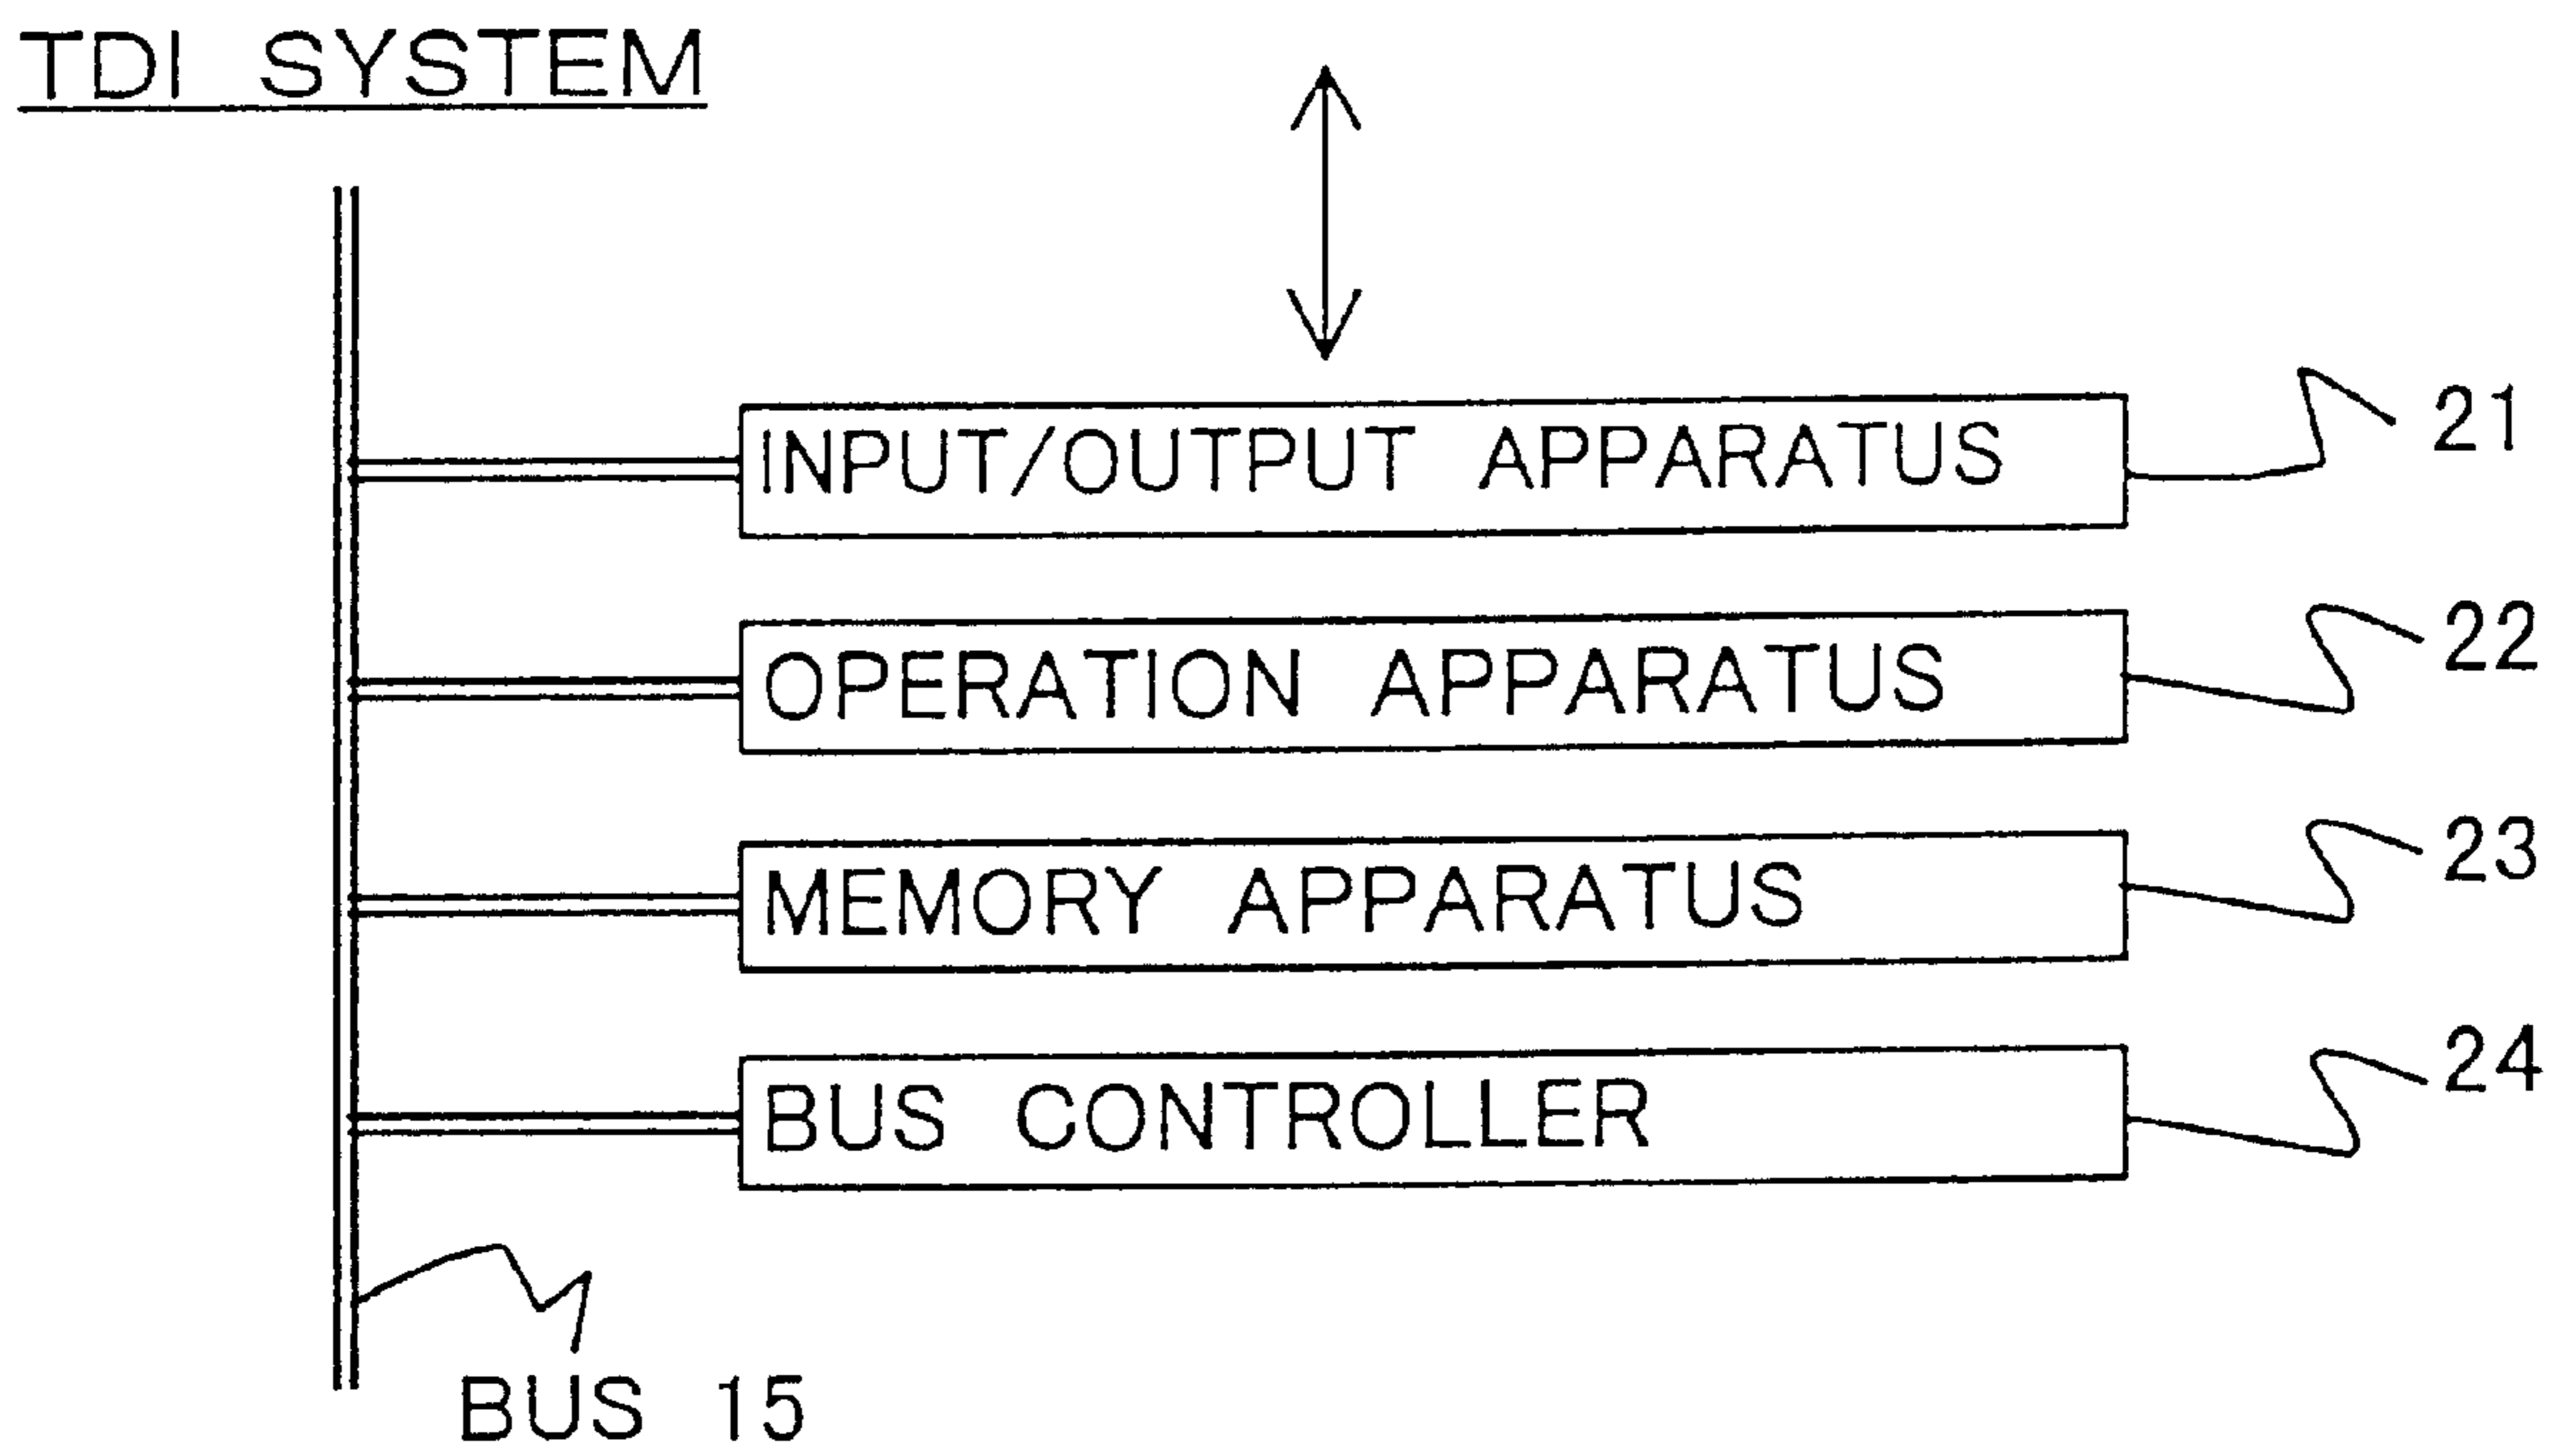 TDI SYSTEM
INPUT/OUTPUT APPARATUS 21
OPERATION APPARATUS 22
MEMORY APPARATUS 23
BUS CONTROLLER 24
BUS 15